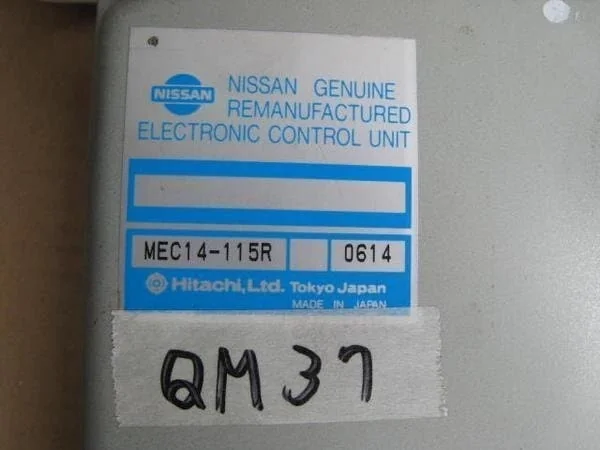 NISSAN
NISSAN GENUINE
REMANUFACTURED
ELECTRONIC CONTROL UNIT
MEC14-115R 0614
Hitachi, Ltd. Tokyo Japan
MADE IN JAPAN
QM37